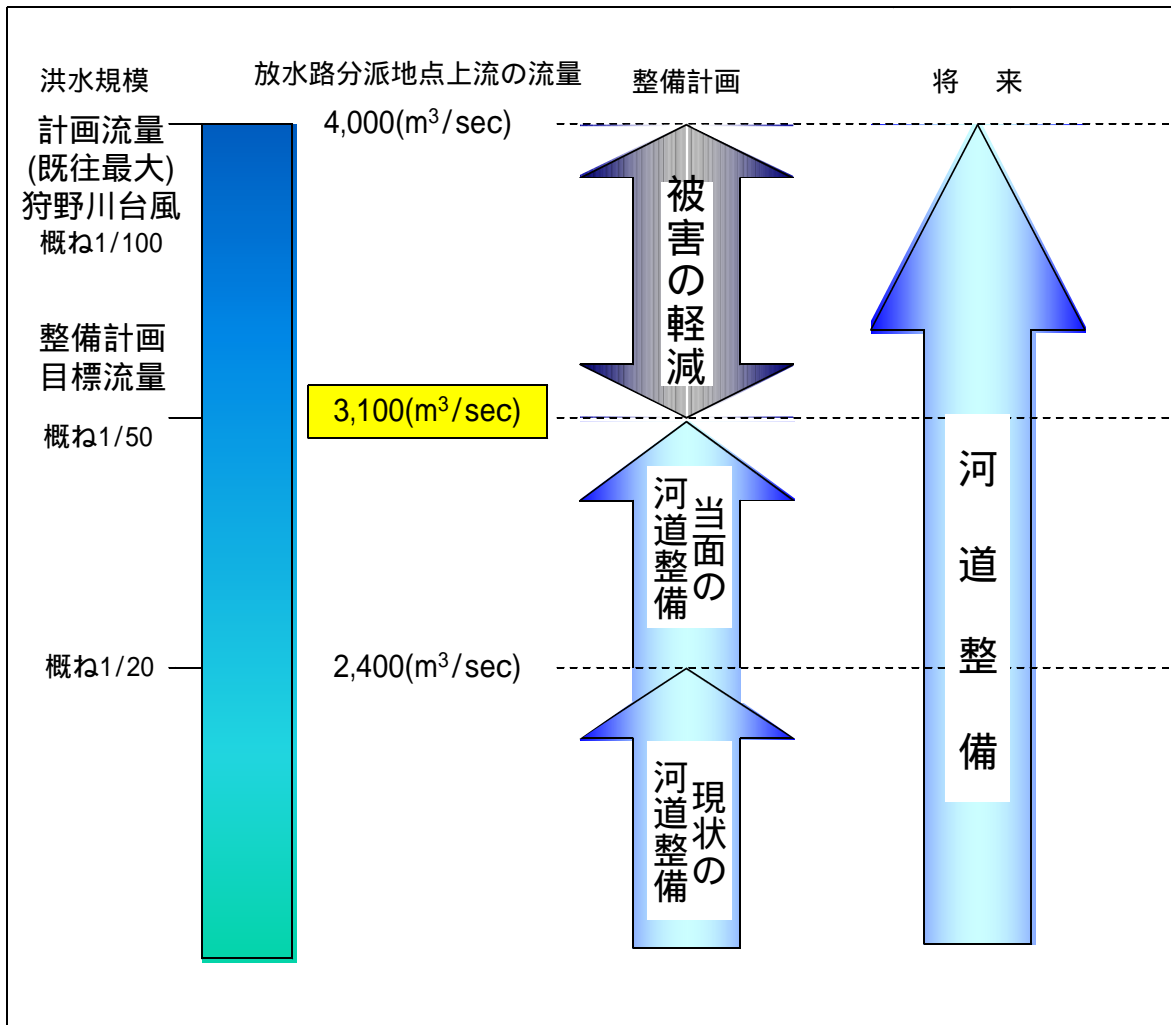 洪水規模
放水路分派地点上流の流量
整備計画
将　来
計画流量
(既往最大)
狩野川台風
概ね1/100
4,000(m³/sec)
被害の軽減
整備計画
目標流量
概ね1/50
3,100(m³/sec)
当面の
河道整備
河道整備
概ね1/20
2,400(m³/sec)
現状の
河道整備